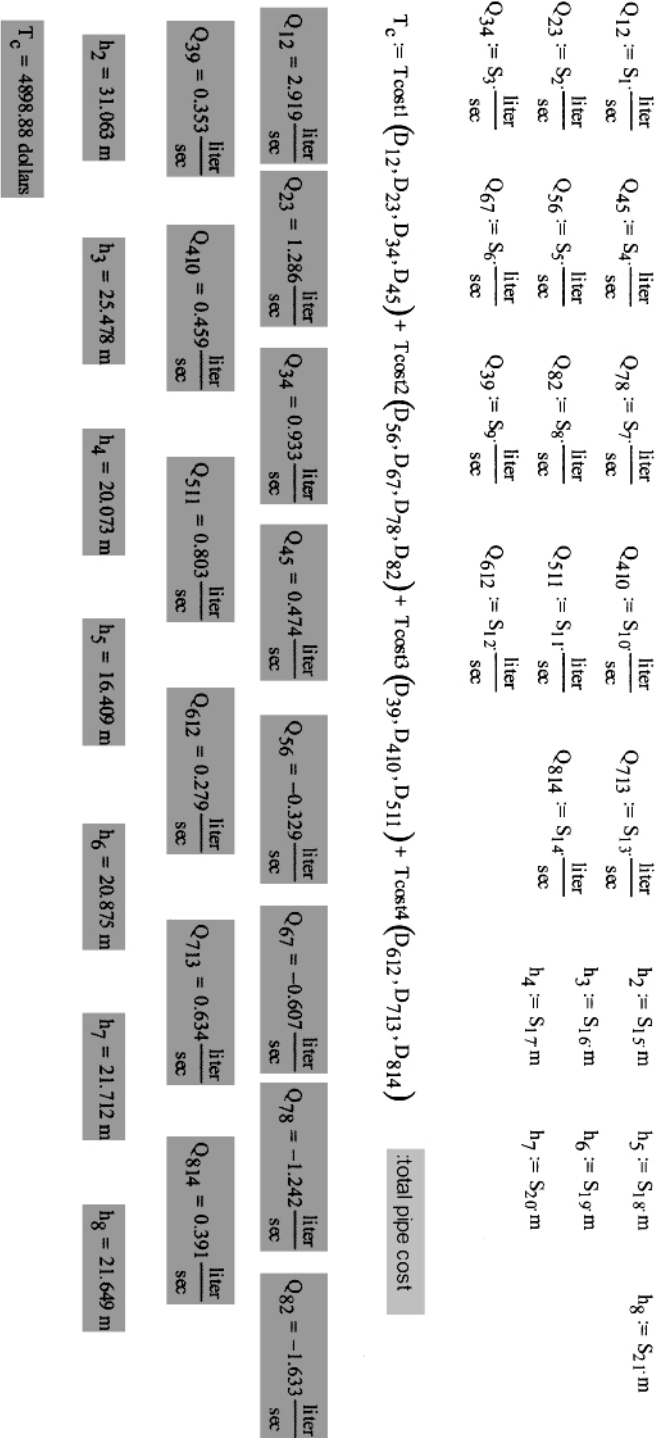 Q12 := S1·liter/sec Q45 := S4·liter/sec Q78 := S7·liter/sec Q410 := S10·liter/sec Q713 := S13·liter/sec h2 := S15·m h5 := S18·m h8 := S21·m
Q23 := S2·liter/sec Q56 := S5·liter/sec Q82 := S8·liter/sec Q511 := S11·liter/sec Q814 := S14·liter/sec h3 := S16·m h6 := S19·m
Q34 := S3·liter/sec Q67 := S6·liter/sec Q39 := S9·liter/sec Q612 := S12·liter/sec h4 := S17·m h7 := S20·m
Tc := Tcost1(D12, D23, D34, D45) + Tcost2(D56, D67, D78, D82) + Tcost3(D39, D410, D511) + Tcost4(D612, D713, D814) :total pipe cost
Q12 = 2.919 liter/sec Q23 = 1.286 liter/sec Q34 = 0.933 liter/sec Q45 = 0.474 liter/sec Q56 = -0.329 liter/sec Q67 = -0.607 liter/sec Q78 = -1.242 liter/sec Q82 = -1.633 liter/sec
Q39 = 0.353 liter/sec Q410 = 0.459 liter/sec Q511 = 0.803 liter/sec Q612 = 0.279 liter/sec Q713 = 0.634 liter/sec Q814 = 0.391 liter/sec
h2 = 31.063 m h3 = 25.478 m h4 = 20.073 m h5 = 16.409 m h6 = 20.875 m h7 = 21.712 m h8 = 21.649 m
Tc = 4898.88 dollars